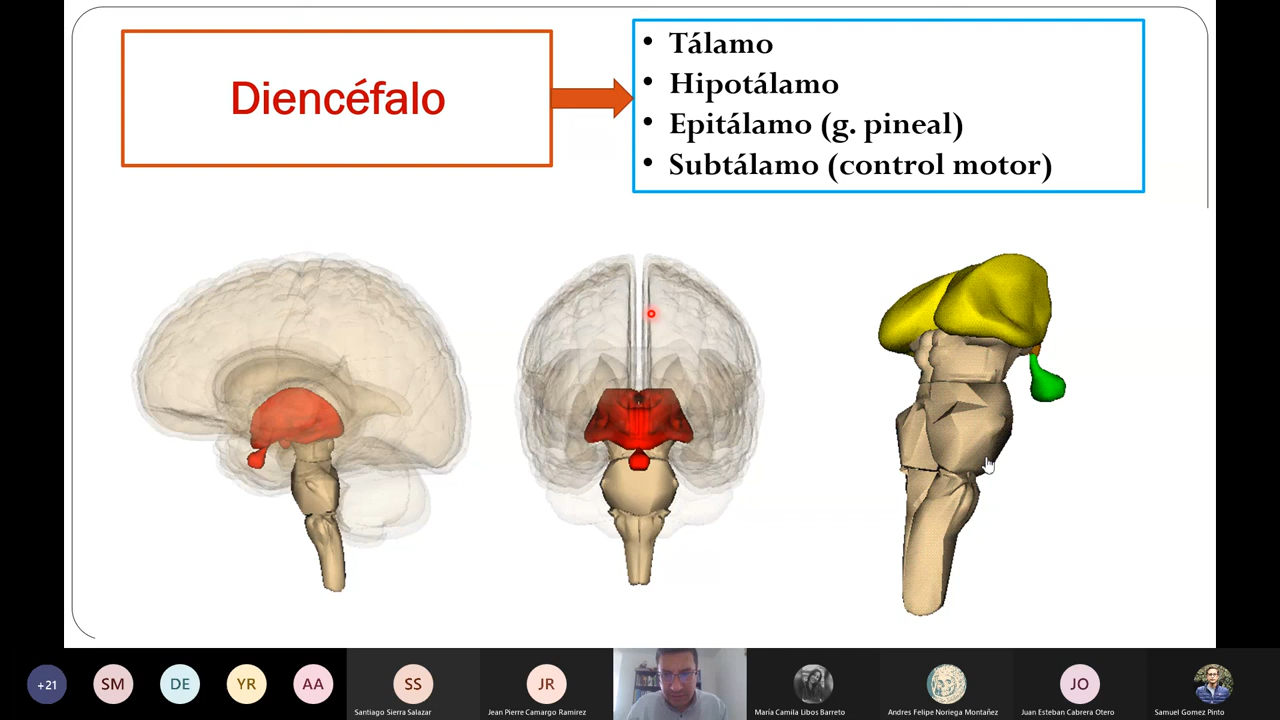 Diencéfalo
• Tálamo
• Hipotálamo
• Epitálamo (g. pineal)
• Subtálamo (control motor)
+21
SM
DE
YR
AA
SS
Santiago Sierra Salazar
JR
Jean Pierre Camargo Ramirez
María Camila Libos Barreto
Andres Felipe Noriega Montañez
JO
Juan Esteban Cabrera Otero
Samuel Gomez Pinto